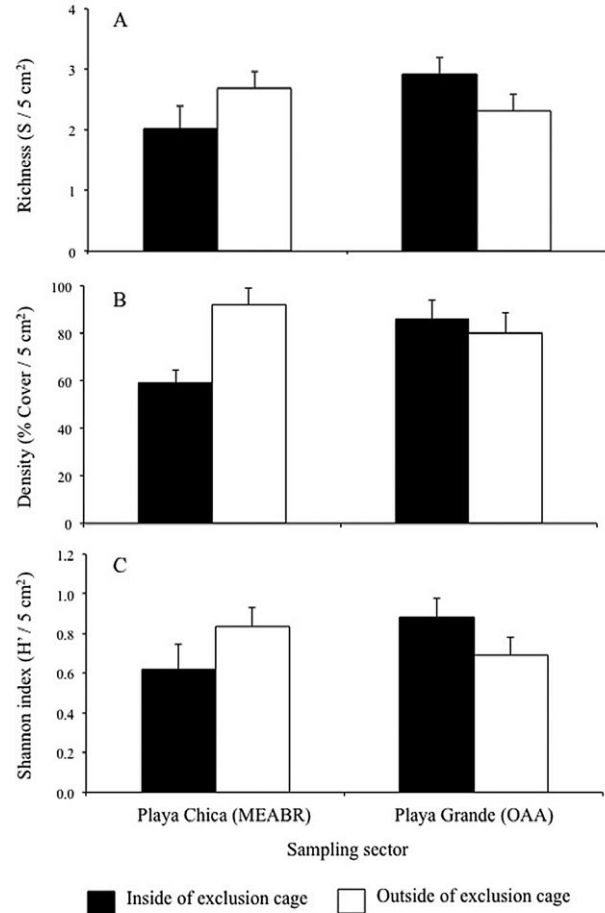 A
Richness (S / 5 cm²)
4
3
2
1
0
B
Density (% Cover / 5 cm²)
100
80
60
40
20
0
C
Shannon index (H' / 5 cm²)
1.2
1.0
0.8
0.6
0.4
0.2
0.0
Playa Chica (MEABR) Playa Grande (OAA)
Sampling sector
Inside of exclusion cage Outside of exclusion cage